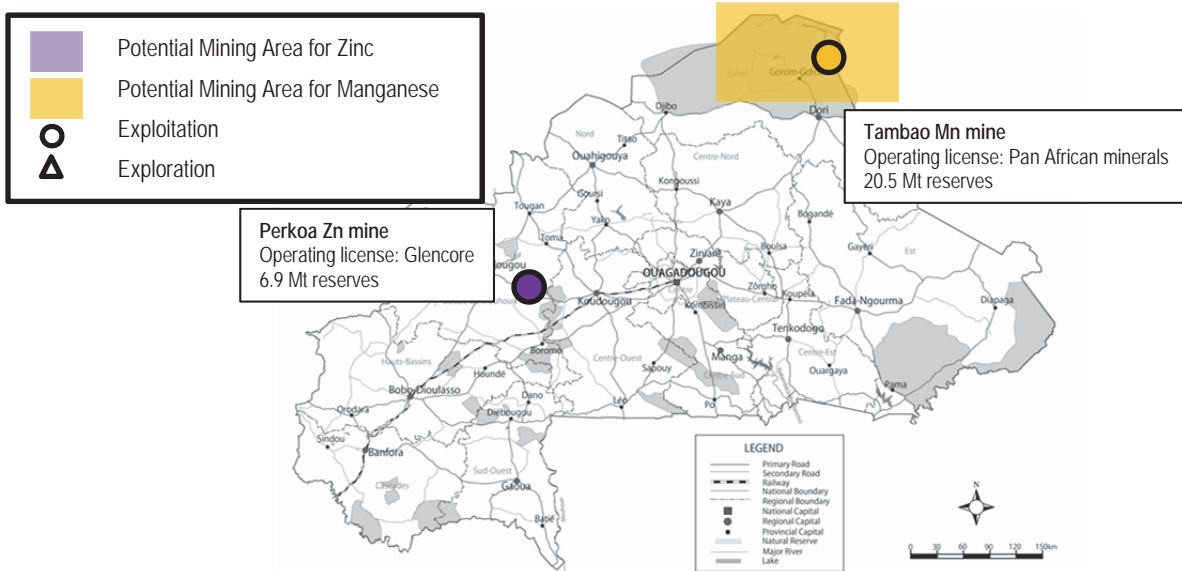 Potential Mining Area for Zinc
Potential Mining Area for Manganese
Exploitation
Exploration
Tambao Mn mine
Operating license: Pan African minerals
20.5 Mt reserves
Perkoa Zn mine
Operating license: Glencore
6.9 Mt reserves
Sahel
Gorom-Gorom
Djibo
Dori
Nord
Titao
Ouahigouya
Centre-Nord
Kongoussi
Goursi
Tougan
Yako
Kaya
Bogandé
Toma
Ziniaré
Boulsa
Gayéri
Est
OUAGADOUGOU
Centre
Zorgho
Koupéla
Plateau-Central
Koudougou
Kombissiri
Fada-Ngourma
Diapaga
Tenkodogo
Boromo
Centre-Ouest
Manga
Centre-Est
Hauts-Bassins
Houndé
Sapouy
Centre-Sud
Ouargaya
Bobo-Dioulasso
Dano
Léo
Po
Pama
Orodara
Diébougou
Sindou
Banfora
Sud-Ouest
Gaoua
Cascades
Batié
LEGEND
Primary Road
Secondary Road
Railway
National Boundary
Regional Boundary
National Capital
Regional Capital
Provincial Capital
Natural Reserve
Major River
Lake
N
0 30 60 90 120 150km